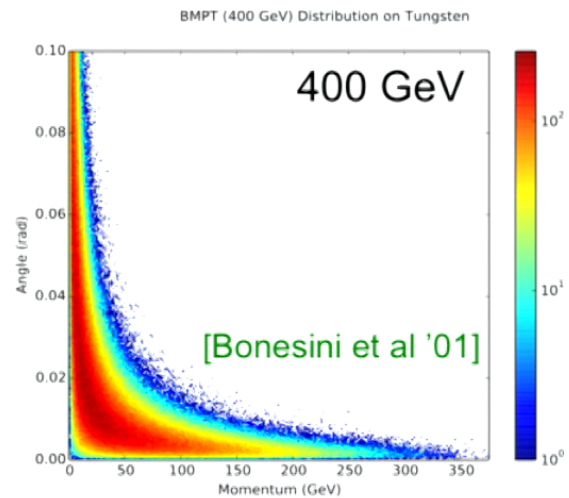 BMPT (400 GeV) Distribution on Tungsten
400 GeV
[Bonesini et al '01]
Angle (rad)
0.10
0.08
0.06
0.04
0.02
0.00
0 50 100 150 200 250 300 350
Momentum (GeV)
10²
10¹
10⁰